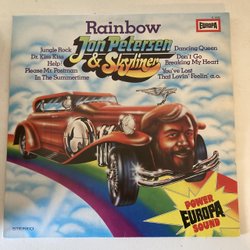 Rainbow
EUROPA
Jon Petersen
& Skyliner
Jungle Rock
Dr. Kiss Kiss
Help!
Please Mr. Postman
In The Summertime
Dancing Queen
Don't Go
Breaking My Heart
You've Lost
That Lovin' Feelin' a.o.
POWER
EUROPA
SOUND
STEREO